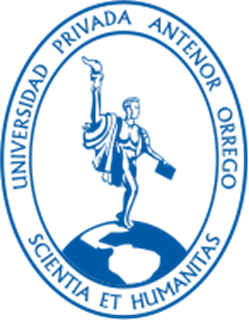 UNIVERSIDAD PRIVADA ANTENOR ORREGO
SCIENTIA ET HUMANITAS